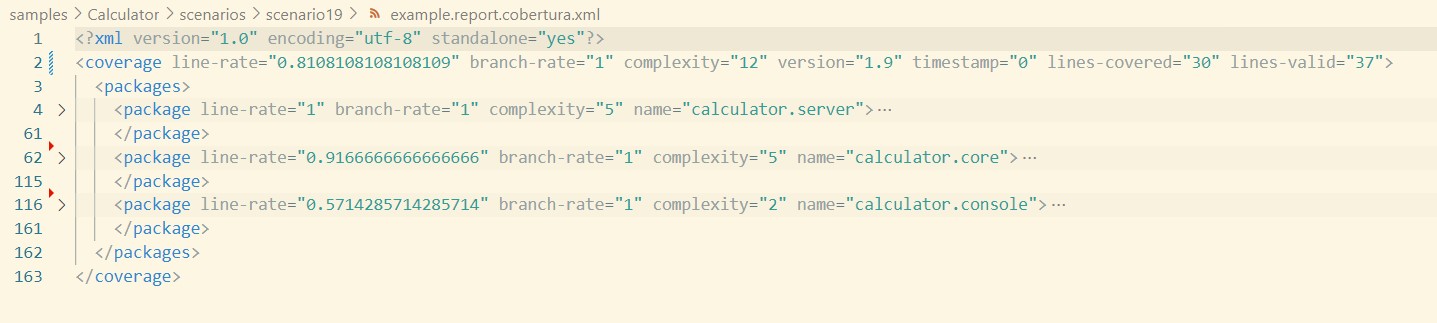 samples > Calculator > scenarios > scenario19 > example.report.cobertura.xml
1 <?xml version="1.0" encoding="utf-8" standalone="yes"?>
2 <coverage line-rate="0.8108108108108109" branch-rate="1" complexity="12" version="1.9" timestamp="0" lines-covered="30" lines-valid="37">
3 <packages>
4 > <package line-rate="1" branch-rate="1" complexity="5" name="calculator.server">···
61 </package>
62 > <package line-rate="0.9166666666666666" branch-rate="1" complexity="5" name="calculator.core">···
115 </package>
116 > <package line-rate="0.5714285714285714" branch-rate="1" complexity="2" name="calculator.console">···
161 </package>
162 </packages>
163 </coverage>